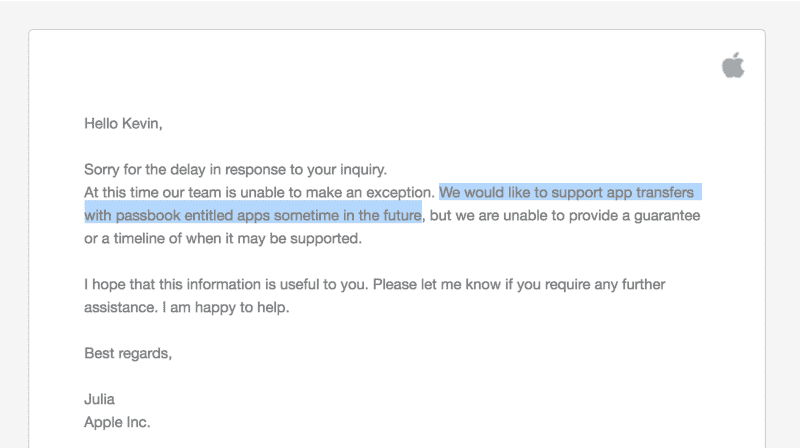 Hello Kevin,
Sorry for the delay in response to your inquiry.
At this time our team is unable to make an exception. We would like to support app transfers
with passbook entitled apps sometime in the future, but we are unable to provide a guarantee
or a timeline of when it may be supported.
I hope that this information is useful to you. Please let me know if you require any further
assistance. I am happy to help.
Best regards,
Julia
Apple Inc.